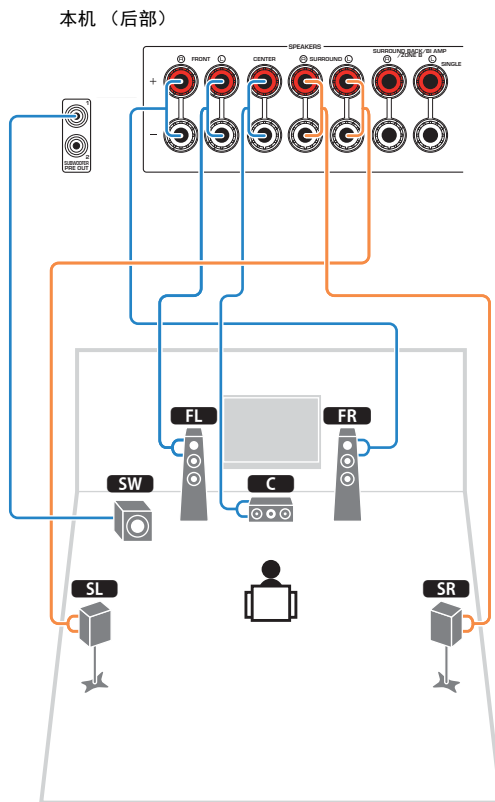 本机 （后部）
SPEAKERS
R FRONT L
CENTER
R SURROUND L
SURROUND BACK/BI AMP
/ZONE B
R L
SINGLE
+
−
1
2
SUBWOOFER
PRE OUT
FL
FR
SW
C
SL
SR